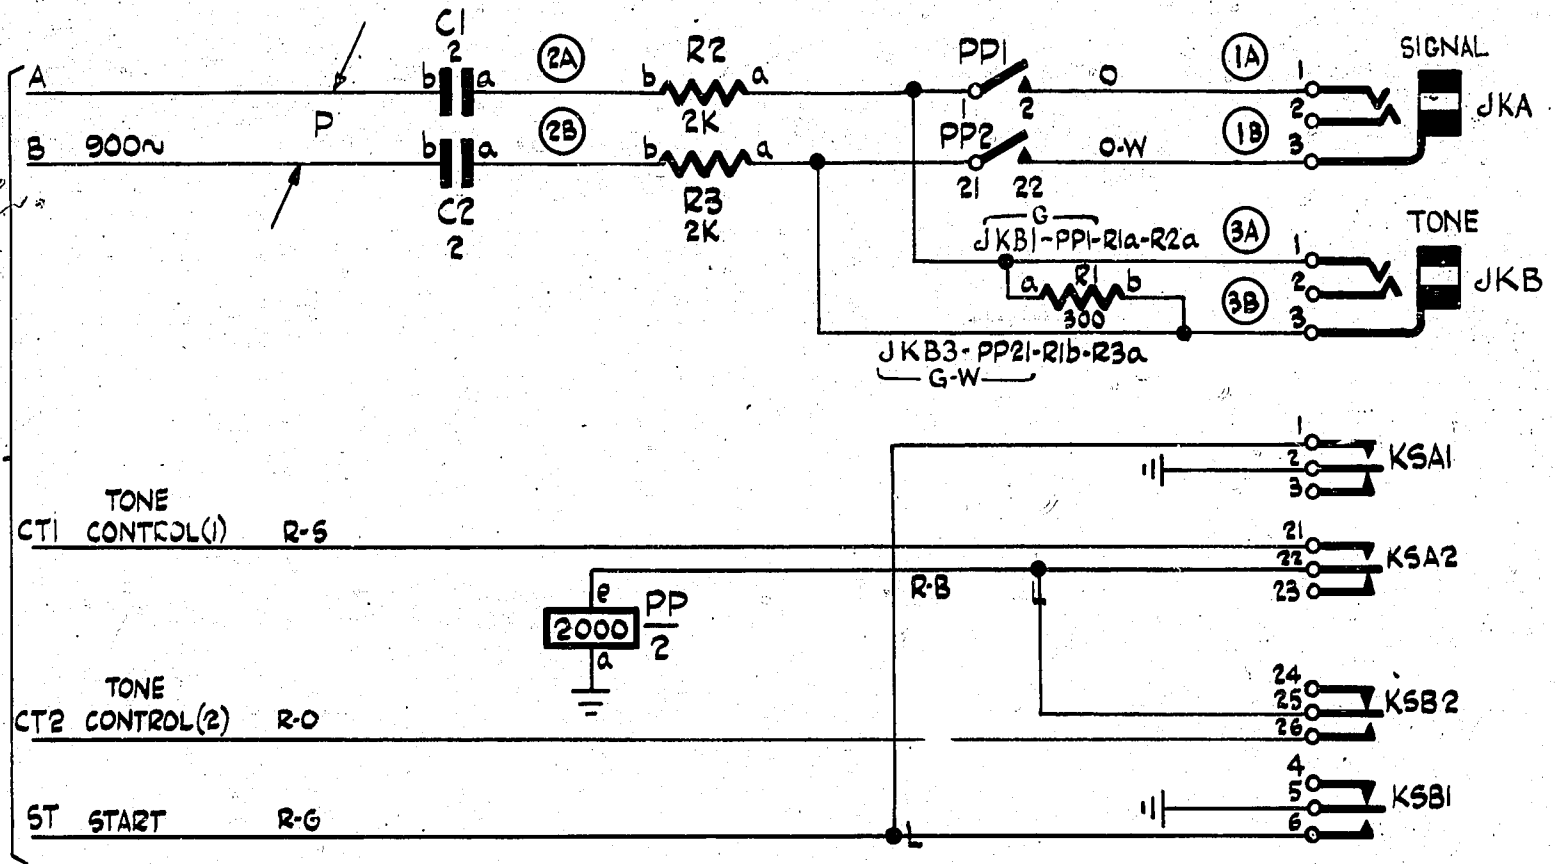 C1
2
A
b
a
2A
R2
b
a
2K
PP1
1
2
O
1A
1
2
SIGNAL
JKA
P
B 900~
b
a
2B
b
a
C2
2
R3
2K
PP2
21
22
O-W
1B
3
G
JKB1-PP1-R1a-R2a
3A
1
2
TONE
JKB
R1
a
b
300
3B
3
JKB3-PP21-R1b-R3a
G-W
1
2
3
KSA1
TONE
CT1 CONTROL(1) R-S
21
22
23
KSA2
R-B
L
e
2000
PP
2
a
TONE
CT2 CONTROL(2) R-O
24
25
26
KSB2
4
5
6
KSB1
ST START R-G
L